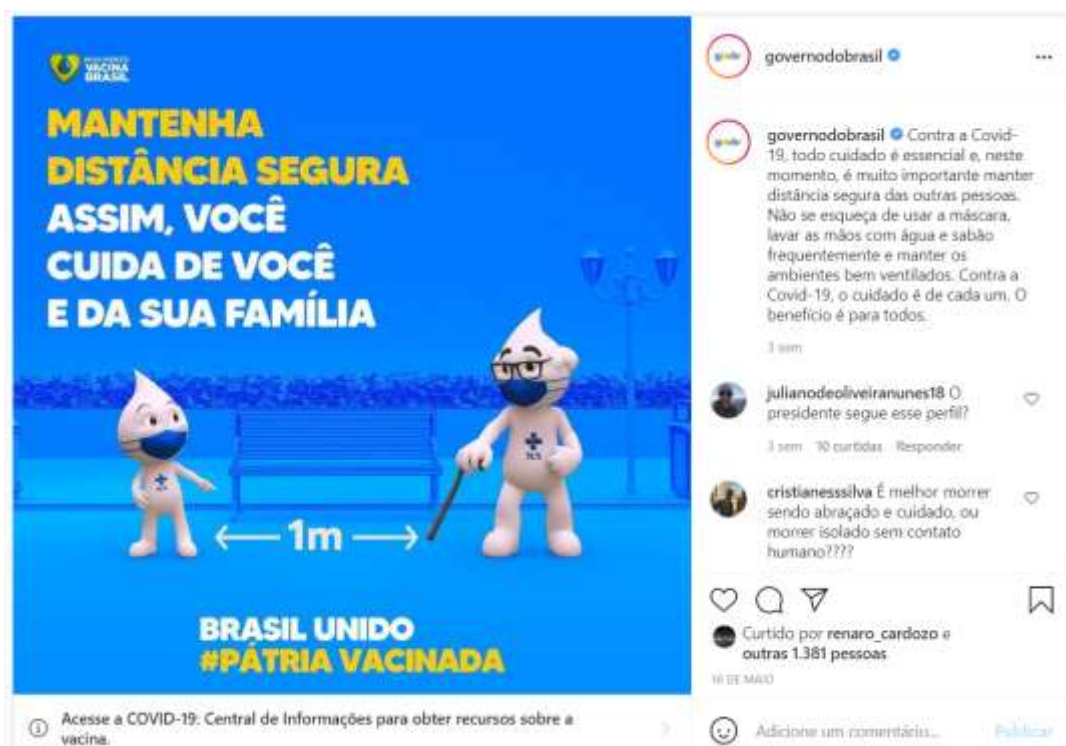 MOVIMENTO
VACINA
BRASIL
MANTENHA
DISTÂNCIA SEGURA
ASSIM, VOCÊ
CUIDA DE VOCÊ
E DA SUA FAMÍLIA
SUS
SUS
1m
BRASIL UNIDO
#PÁTRIA VACINADA
Acesse a COVID-19: Central de Informações para obter recursos sobre a
vacina.
governodobrasil
governodobrasil Contra a Covid-
19, todo cuidado é essencial e, neste
momento, é muito importante manter
distância segura das outras pessoas.
Não se esqueça de usar a máscara,
lavar as mãos com água e sabão
frequentemente e manter os
ambientes bem ventilados. Contra a
Covid-19, o cuidado é de cada um. O
benefício é para todos.
3 sem
julianodeoliveiranunes18 O
presidente segue esse perfil?
3 sem 10 curtidas Responder
cristianesssilva É melhor morrer
sendo abraçado e cuidado, ou
morrer isolado sem contato
humano????
Curtido por renaro_cardozo e
outras 1.381 pessoas
16 DE MAIO
Adicione um comentário... Publicar